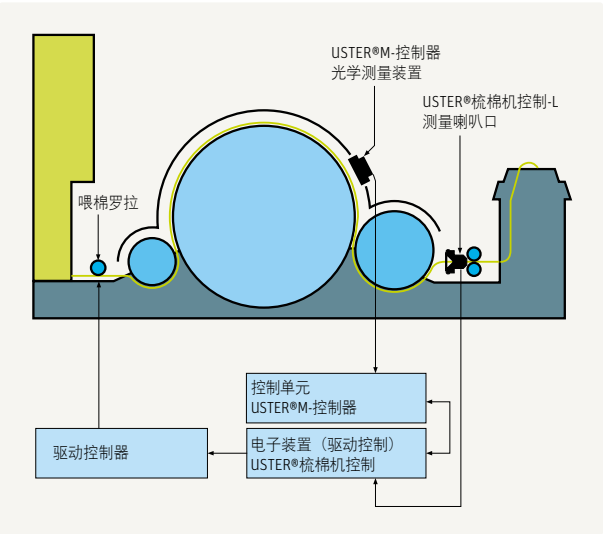 USTER®M-控制器
光学测量装置
USTER®梳棉机控制-L
测量喇叭口
喂棉罗拉
控制单元
USTER®M-控制器
驱动控制器
电子装置（驱动控制）
USTER®梳棉机控制